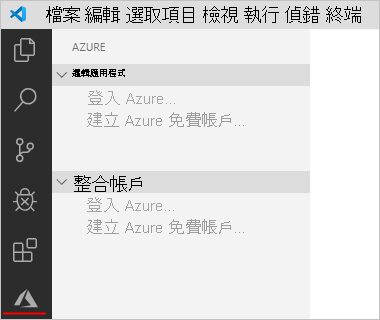 檔案 編輯 選取項目 檢視 執行 偵錯 終端
AZURE
邏輯應用程式
登入 Azure...
建立 Azure 免費帳戶...
整合帳戶
登入 Azure...
建立 Azure 免費帳戶...